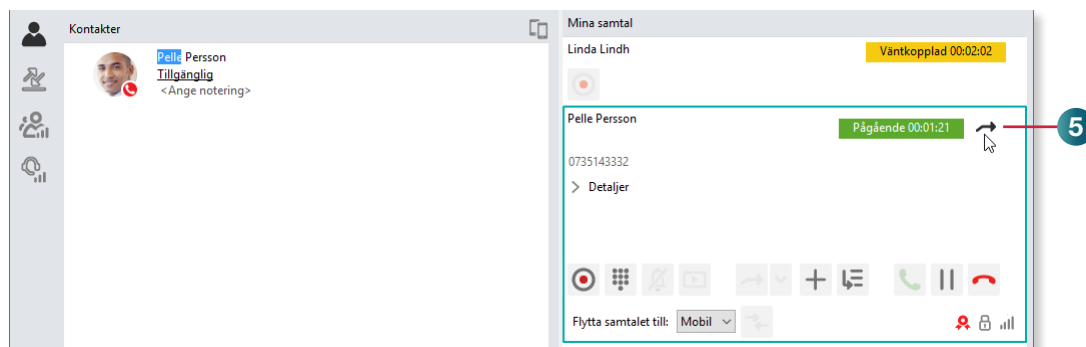 Kontakter
Pelle Persson
Tillgänglig
<Ange notering>
Mina samtal
Linda Lindh
Väntkopplad 00:02:02
Pelle Persson
Pågående 00:01:21
5
0735143332
Detaljer
Flytta samtalet till: Mobil